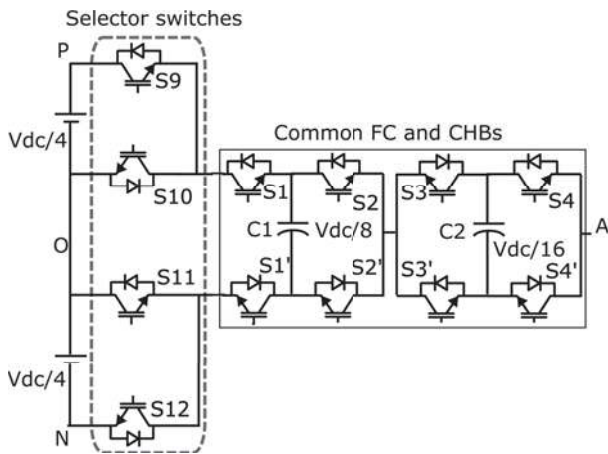 Selector switches
P
S9
Vdc/4
Common FC and CHBs
S10
S1
S2
S3
S4
O
C1
Vdc/8
C2
Vdc/16
A
S11
S1'
S2'
S3'
S4'
Vdc/4
S12
N